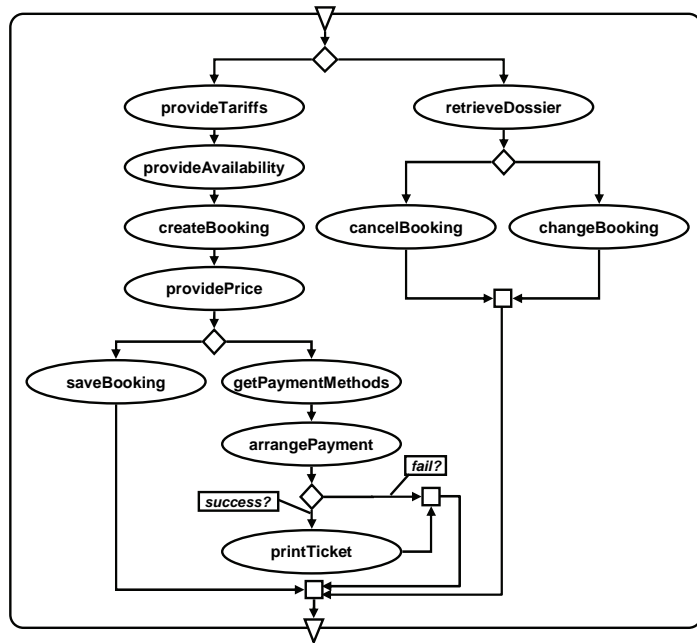 provideTariffs
retrieveDossier
provideAvailability
createBooking
cancelBooking
changeBooking
providePrice
saveBooking
getPaymentMethods
arrangePayment
fail?
success?
printTicket